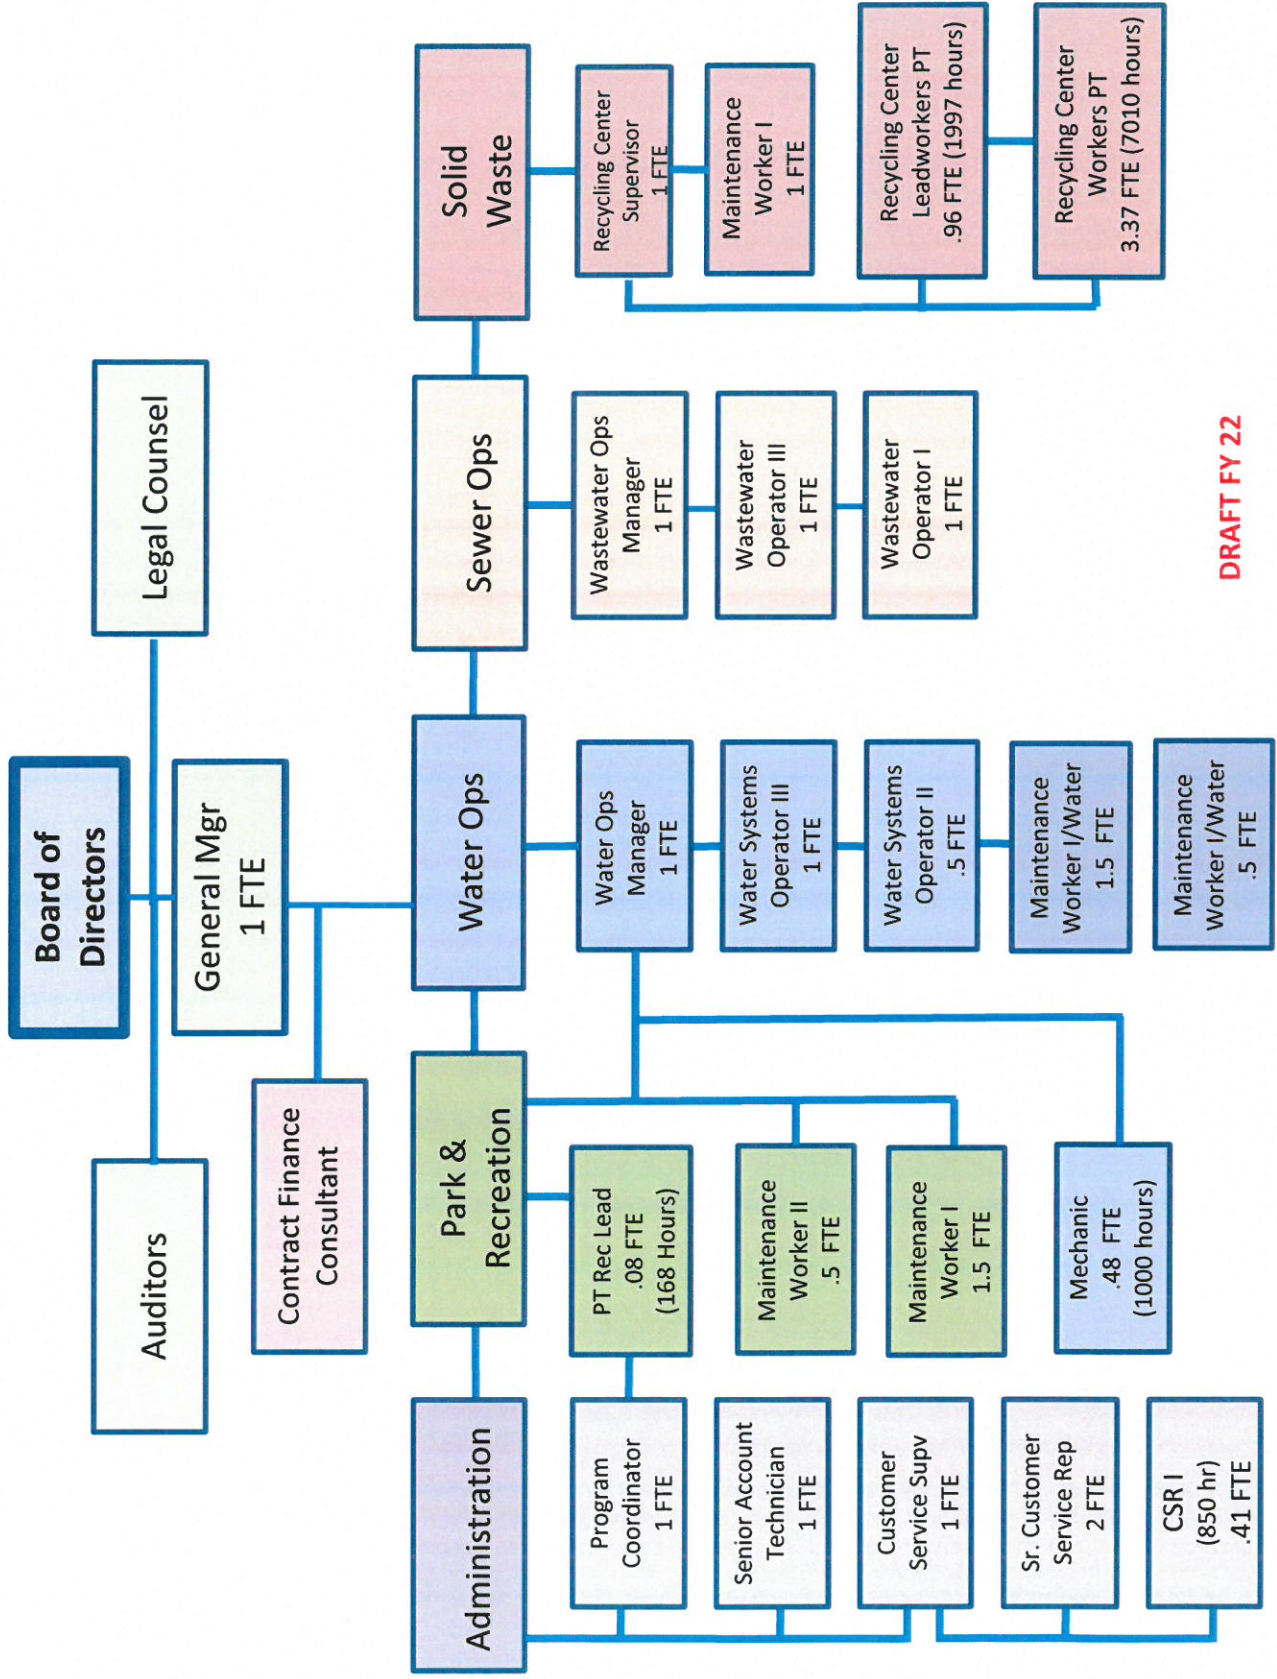 Board of
Directors
Auditors
General Mgr
1 FTE
Legal Counsel
Contract Finance
Consultant
Administration
Park &
Recreation
Water Ops
Sewer Ops
Solid
Waste
Program
Coordinator
1 FTE
Senior Account
Technician
1 FTE
Customer
Service Supv
1 FTE
Sr. Customer
Service Rep
2 FTE
CSR I
(850 hr)
.41 FTE
PT Rec Lead
.08 FTE
(168 Hours)
Maintenance
Worker II
.5 FTE
Maintenance
Worker I
1.5 FTE
Mechanic
.48 FTE
(1000 hours)
Water Ops
Manager
1 FTE
Water Systems
Operator III
1 FTE
Water Systems
Operator II
.5 FTE
Maintenance
Worker I/Water
1.5 FTE
Maintenance
Worker I/Water
.5 FTE
Wastewater Ops
Manager
1 FTE
Wastewater
Operator III
1 FTE
Wastewater
Operator I
1 FTE
Recycling Center
Supervisor
1 FTE
Maintenance
Worker I
1 FTE
Recycling Center
Leadworkers PT
.96 FTE (1997 hours)
Recycling Center
Workers PT
3.37 FTE (7010 hours)
DRAFT FY 22